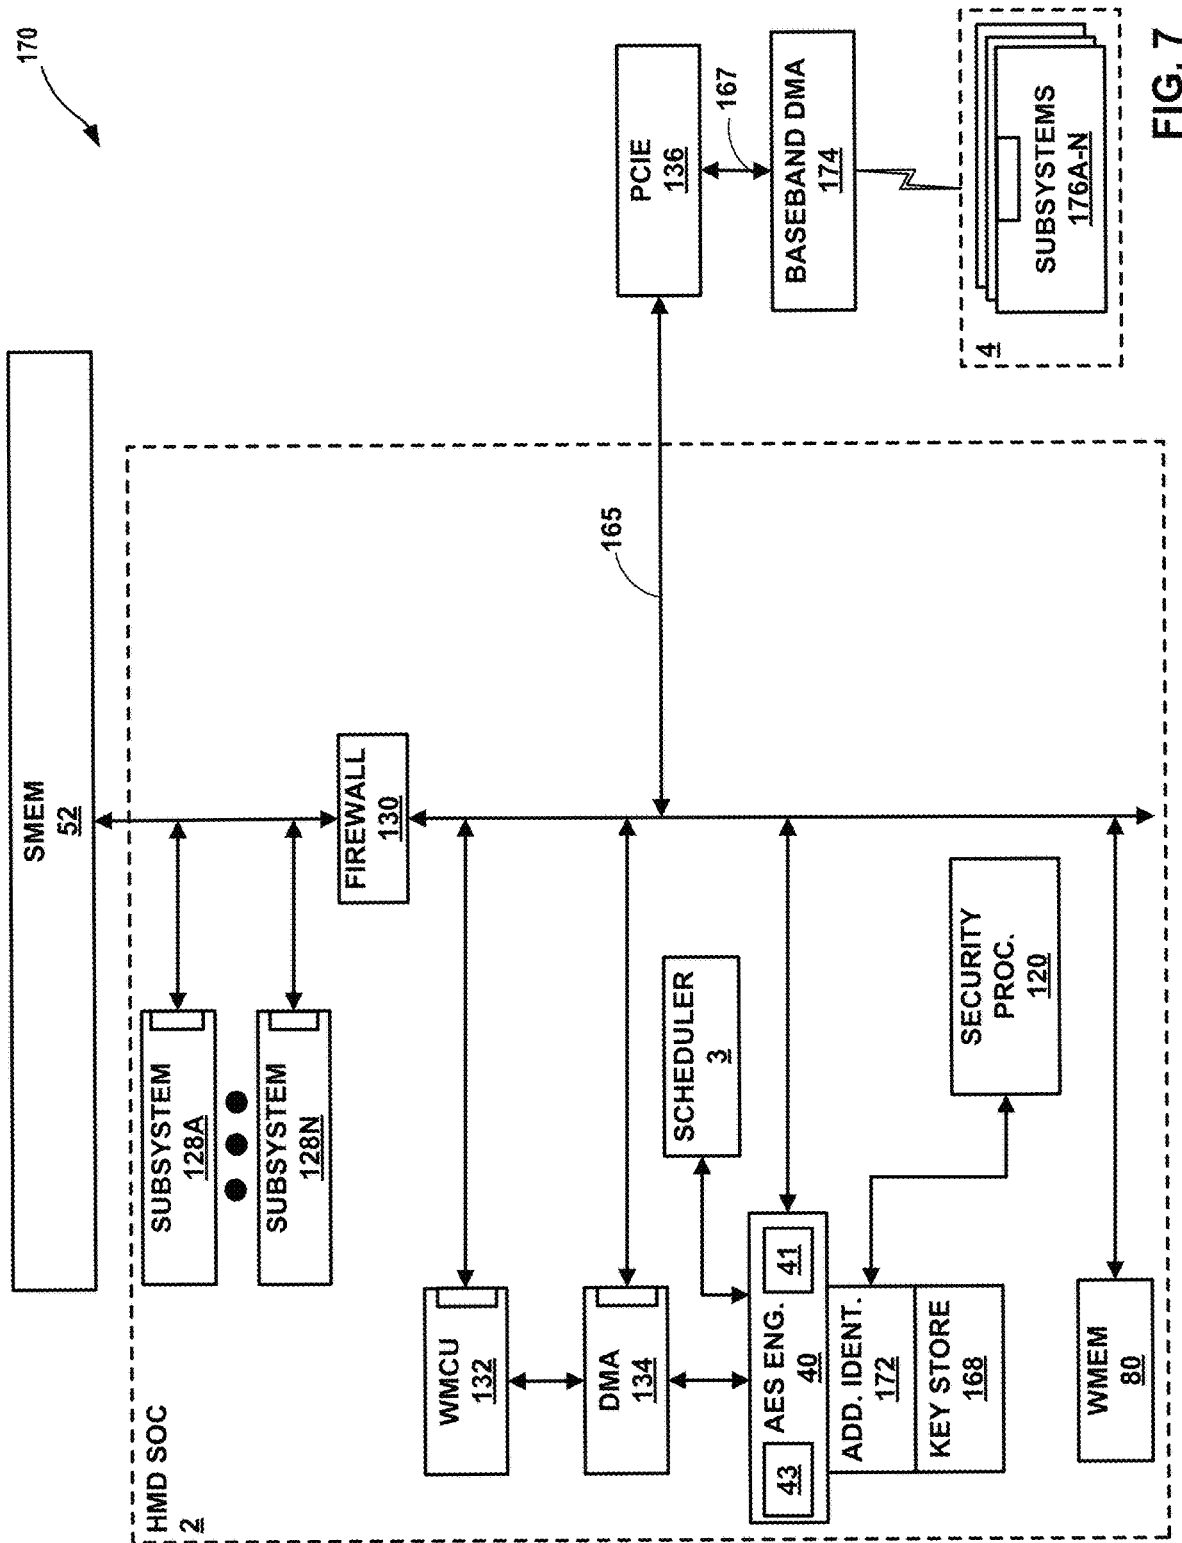 170
SMEM
52
HMD SOC
2
SUBSYSTEM
128A
SUBSYSTEM
128N
FIREWALL
130
WMCU
132
DMA
134
SCHEDULER
3
AES ENG.
40
43
41
ADD. IDENT.
172
KEY STORE
168
SECURITY
PROC.
120
WMEM
80
165
PCIE
136
167
BASEBAND DMA
174
4
SUBSYSTEMS
176A-N
FIG. 7